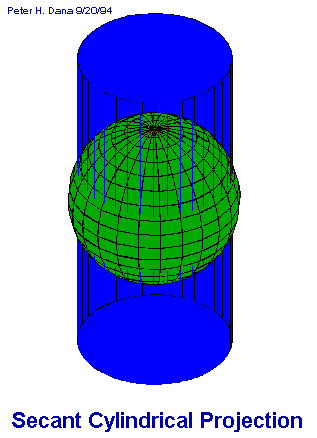 Peter H. Dana 9/20/94
Secant Cylindrical Projection